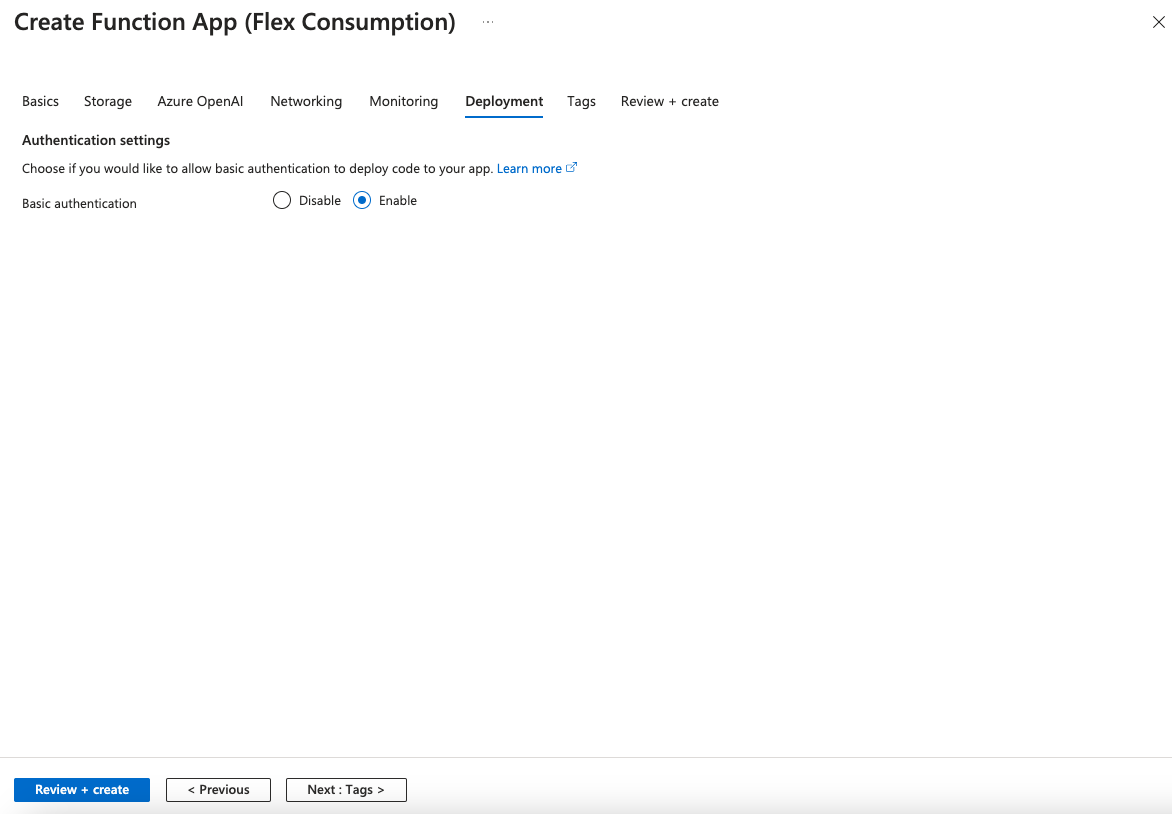 Create Function App (Flex Consumption) ...
Basics Storage Azure OpenAI Networking Monitoring Deployment Tags Review + create
Authentication settings
Choose if you would like to allow basic authentication to deploy code to your app. Learn more
Basic authentication Disable Enable
Review + create < Previous Next : Tags >